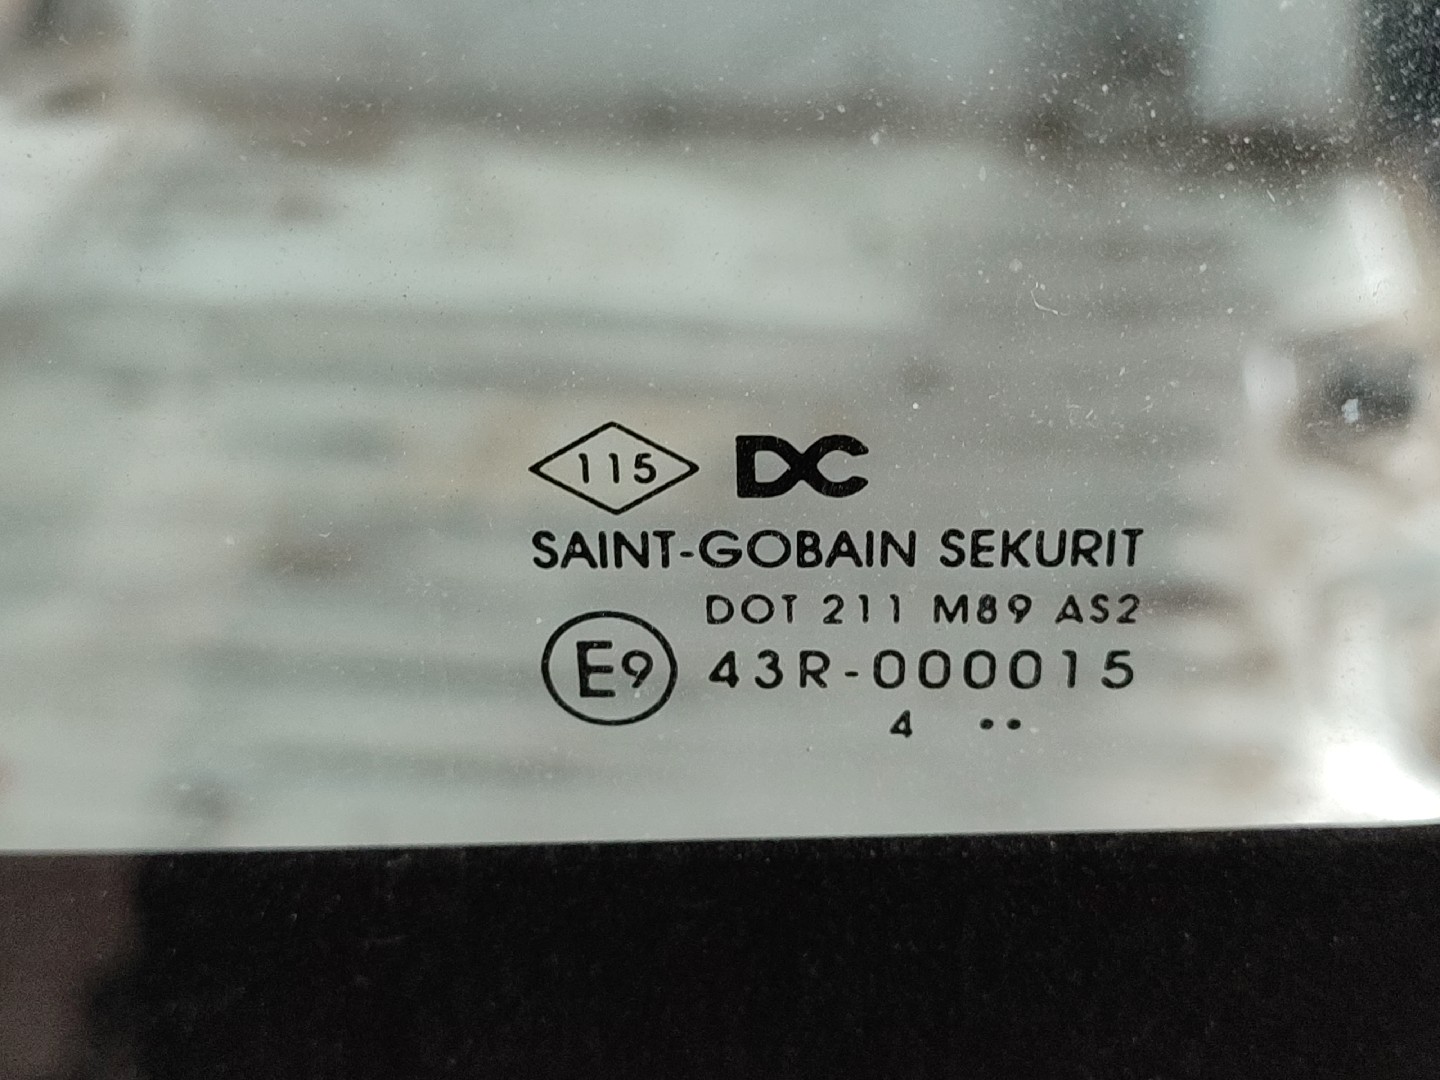 115 DC
SAINT-GOBAIN SEKURIT
DOT 211 M89 AS2
E9 43R-000015
4 ••